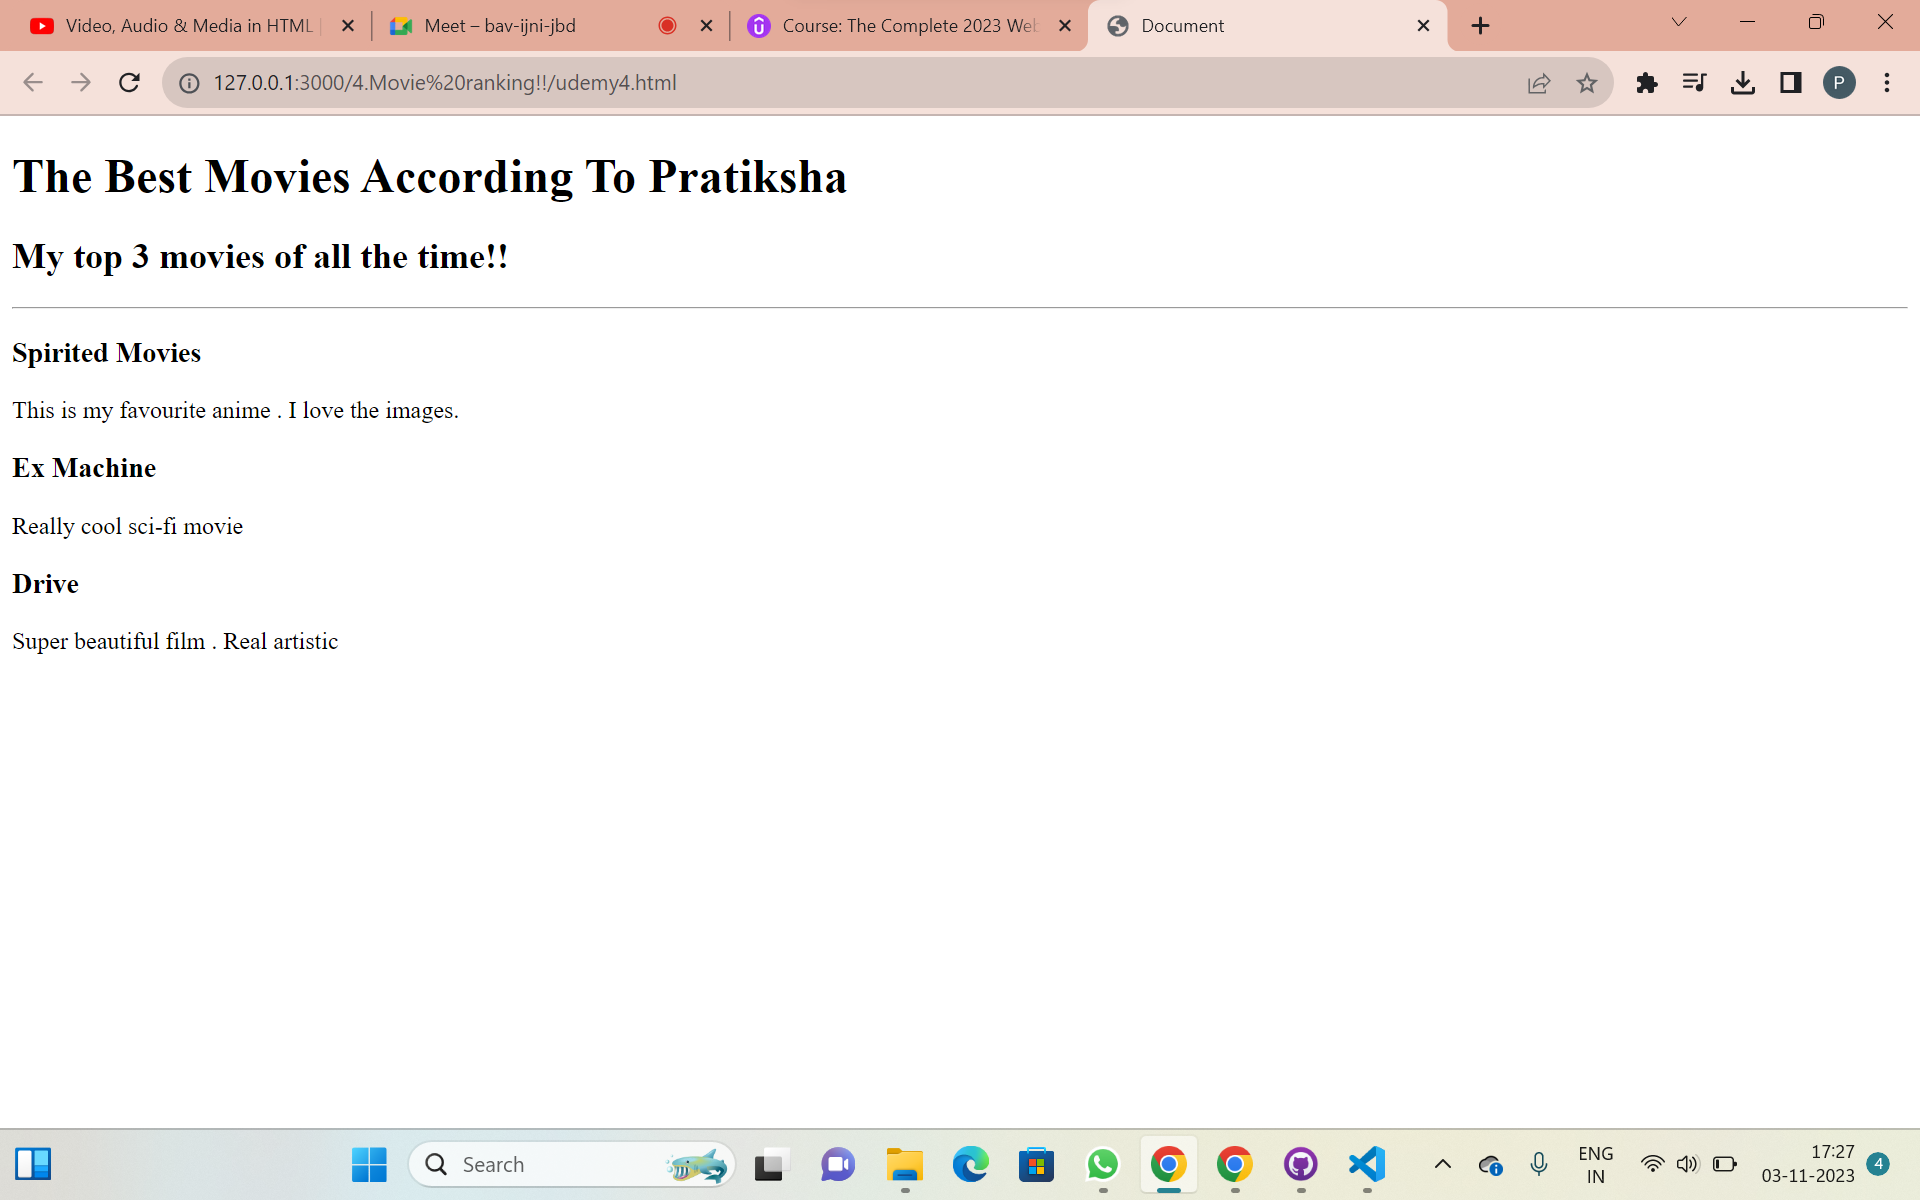 Video, Audio & Media in HTML
Meet – bav-ijni-jbd
Course: The Complete 2023 Web
Document
127.0.0.1:3000/4.Movie%20ranking!!/udemy4.html
P
The Best Movies According To Pratiksha
My top 3 movies of all the time!!
Spirited Movies
This is my favourite anime . I love the images.
Ex Machine
Really cool sci-fi movie
Drive
Super beautiful film . Real artistic
Search
ENG
IN
17:27
03-11-2023
4